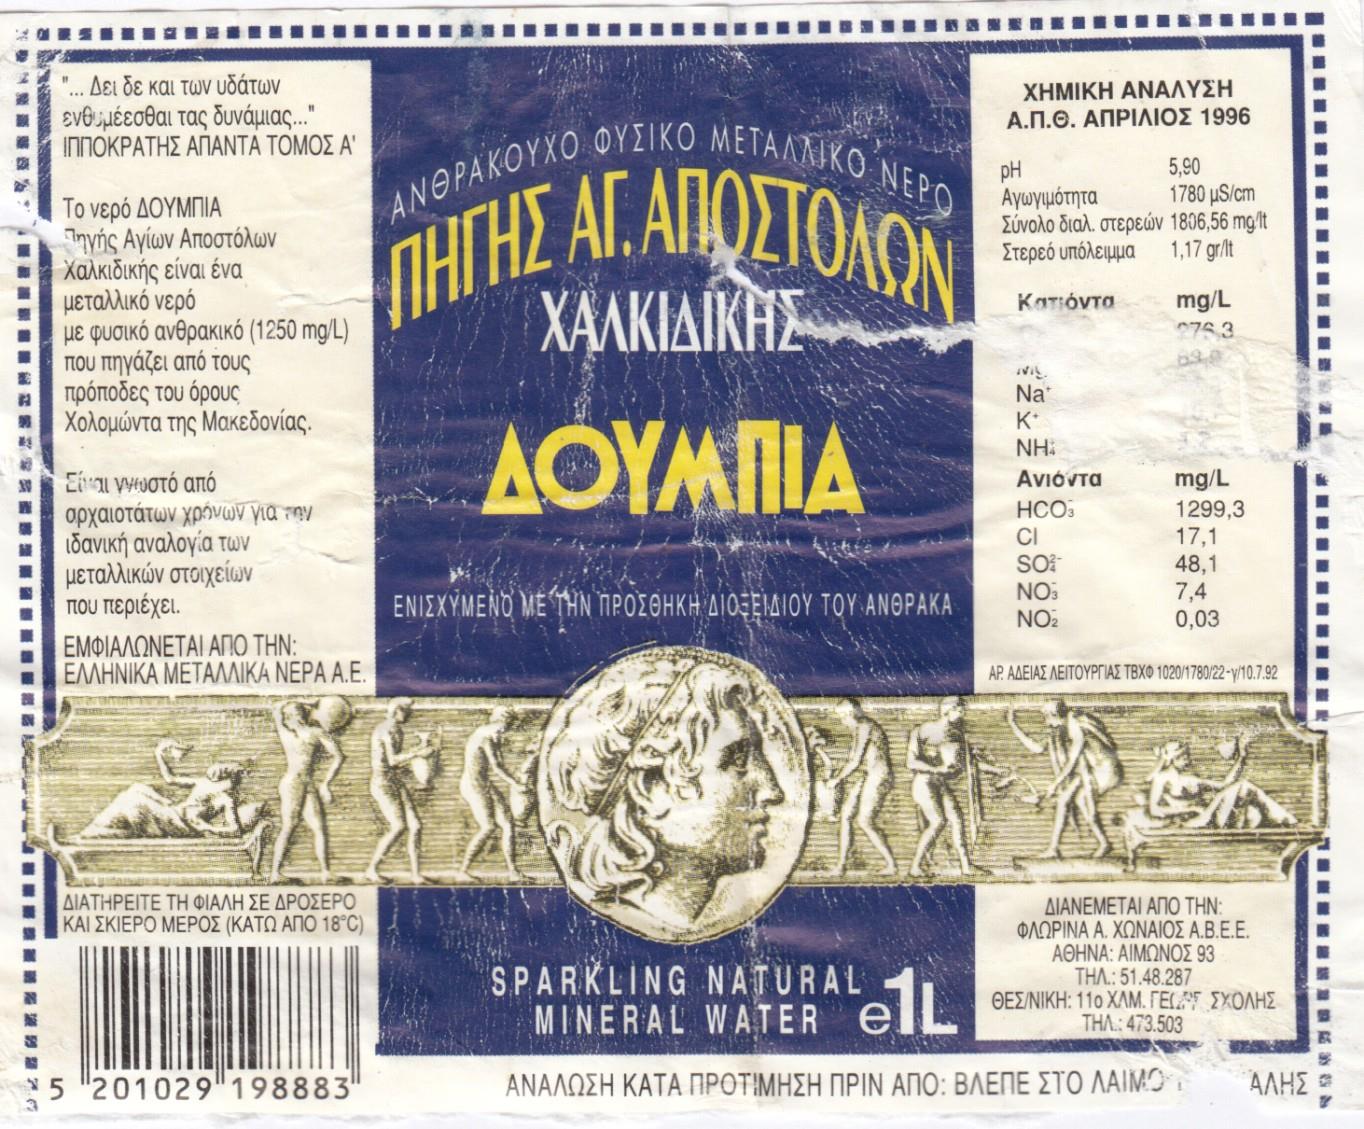 "... Δει δε και των υδάτων
ενθυμέεσθαι τας δυνάμιας..."
ΙΠΠΟΚΡΑΤΗΣ ΑΠΑΝΤΑ ΤΟΜΟΣ Α'
Το νερό ΔΟΥΜΠΙΑ
Πηγής Αγίων Αποστόλων
Χαλκιδικής είναι ένα
μεταλλικό νερό
με φυσικό ανθρακικό (1250 mg/L)
που πηγάζει από τους
πρόποδες του όρους
Χολομώντα της Μακεδονίας.
Είναι γνωστό από
αρχαιοτάτων χρόνων για την
ιδανική αναλογία των
μεταλλικών στοιχείων
που περιέχει.
ΕΜΦΙΑΛΩΝΕΤΑΙ ΑΠΟ ΤΗΝ:
ΕΛΛΗΝΙΚΑ ΜΕΤΑΛΛΙΚΑ ΝΕΡΑ Α.Ε.
ΔΙΑΤΗΡΕΙΤΕ ΤΗ ΦΙΑΛΗ ΣΕ ΔΡΟΣΕΡΟ
ΚΑΙ ΣΚΙΕΡΟ ΜΕΡΟΣ (ΚΑΤΩ ΑΠΟ 18°C)
5 201029 198883
ΑΝΘΡΑΚΟΥΧΟ ΦΥΣΙΚΟ ΜΕΤΑΛΛΙΚΟ ΝΕΡΟ
ΠΗΓΗΣ ΑΓ. ΑΠΟΣΤΟΛΩΝ
ΧΑΛΚΙΔΙΚΗΣ
ΔΟΥΜΠΙΑ
ΕΝΙΣΧΥΜΕΝΟ ΜΕ ΤΗΝ ΠΡΟΣΘΗΚΗ ΔΙΟΞΕΙΔΙΟΥ ΤΟΥ ΑΝΘΡΑΚΑ
SPARKLING NATURAL
MINERAL WATER e1L
ΧΗΜΙΚΗ ΑΝΑΛΥΣΗ
Α.Π.Θ. ΑΠΡΙΛΙΟΣ 1996
pH 5,90
Αγωγιμότητα 1780 μS/cm
Σύνολο διαλ. στερεών 1806,56 mg/lt
Στερεό υπόλειμμα 1,17 gr/lt
Κατιόντα mg/L
276,3
Mg
Na⁺
K⁺
NH₄⁺
Ανιόντα mg/L
HCO₃⁻ 1299,3
Cl 17,1
SO₄²⁻ 48,1
NO₃⁻ 7,4
NO₂⁻ 0,03
ΑΡ. ΑΔΕΙΑΣ ΛΕΙΤΟΥΡΓΙΑΣ ΤΒΧΦ 1020/1780/22-γ/10.7.92
ΔΙΑΝΕΜΕΤΑΙ ΑΠΟ ΤΗΝ:
ΦΛΩΡΙΝΑ Α. ΧΩΝΑΙΟΣ Α.Β.Ε.Ε.
ΑΘΗΝΑ: ΑΙΜΩΝΟΣ 93
ΤΗΛ.: 51.48.287
ΘΕΣ/ΝΙΚΗ: 11ο ΧΛΜ. ΓΕΩΡΓ. ΣΧΟΛΗΣ
ΤΗΛ.: 473.503
ΑΝΑΛΩΣΗ ΚΑΤΑ ΠΡΟΤΙΜΗΣΗ ΠΡΙΝ ΑΠΟ: ΒΛΕΠΕ ΣΤΟ ΛΑΙΜΟ